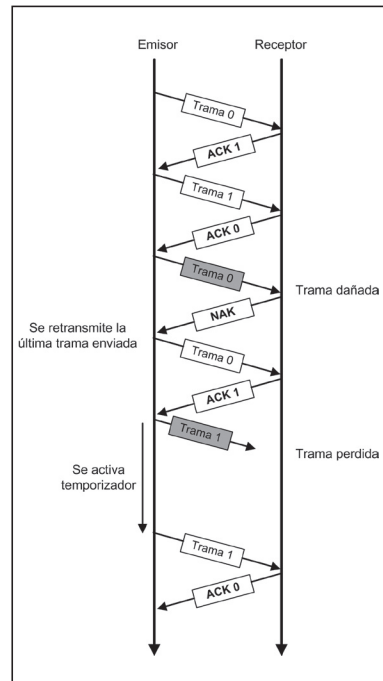 Emisor
Receptor
Trama 0
ACK 1
Trama 1
ACK 0
Trama 0
Trama dañada
NAK
Se retransmite la
última trama enviada
Trama 0
ACK 1
Trama 1
Trama perdida
Se activa
temporizador
Trama 1
ACK 0